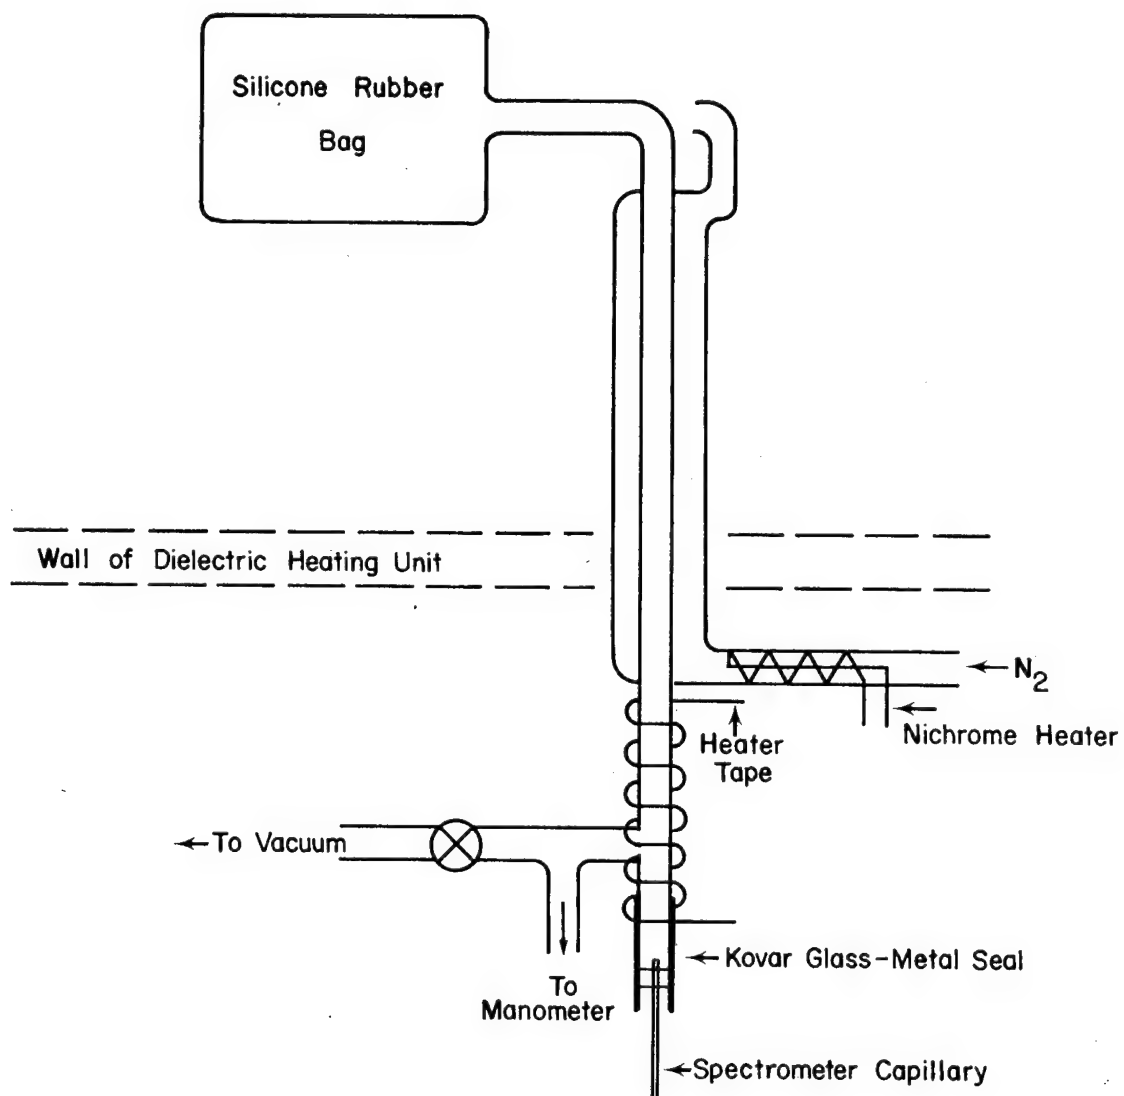 Silicone Rubber
Bag
Wall of Dielectric Heating Unit
N2
Nichrome Heater
Heater
Tape
To Vacuum
Kovar Glass-Metal Seal
To
Manometer
Spectrometer Capillary